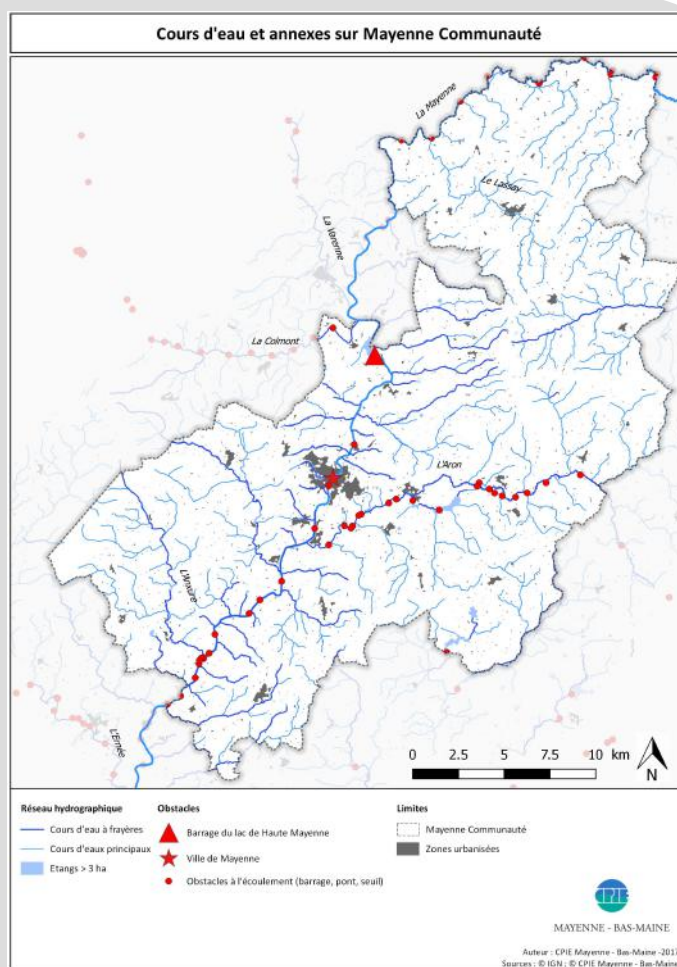 Cours d'eau et annexes sur Mayenne Communauté
La Mayenne
Le Lassay
La Varenne
La Colmont
L'Aron
L'Anxure
L'Ernée
0 2.5 5 7.5 10 km
N
Réseau hydrographique
Cours d'eau à frayères
Cours d'eaux principaux
Etangs > 3 ha
Obstacles
Barrage du lac de Haute Mayenne
Ville de Mayenne
Obstacles à l'écoulement (barrage, pont, seuil)
Limites
Mayenne Communauté
Zones urbanisées
CPIE
MAYENNE - BAS-MAINE
Auteur : CPIE Mayenne - Bas-Maine -2017
Sources : © IGN ; © CPIE Mayenne - Bas-Maine